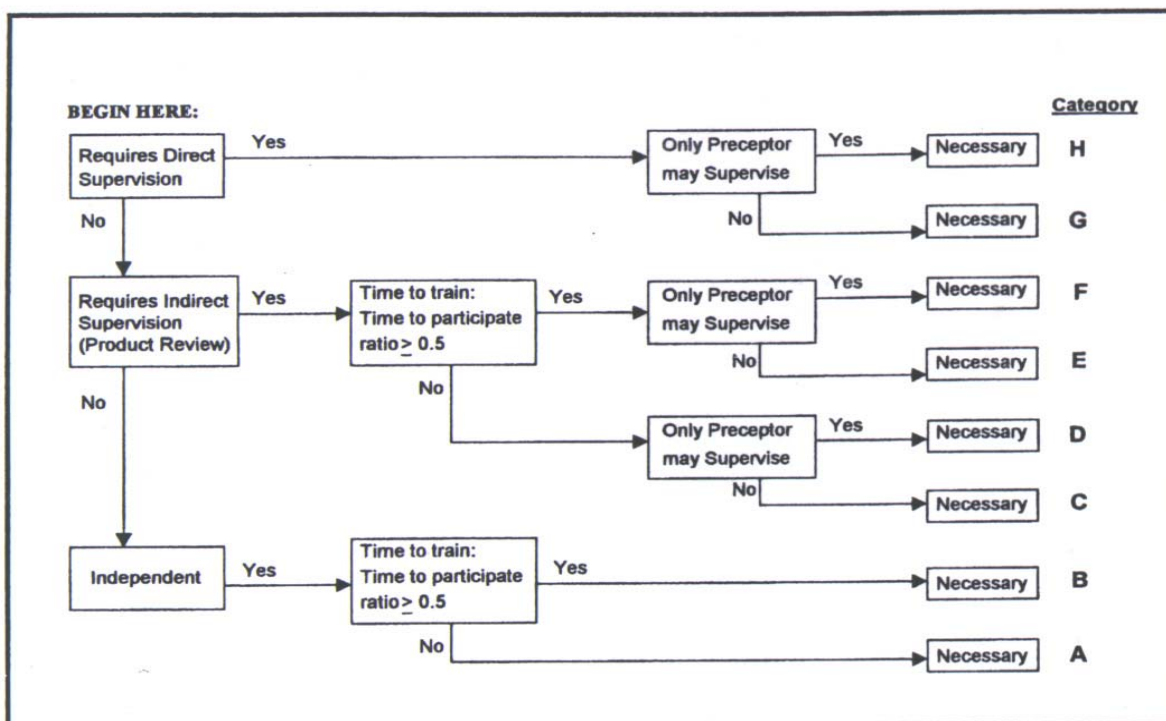 Category
BEGIN HERE:
Requires Direct
Supervision
Yes
Only Preceptor
may Supervise
Yes
Necessary
H
No
No
Necessary
G
Requires Indirect
Supervision
(Product Review)
Yes
Time to train:
Time to participate
ratio ≥ 0.5
Yes
Only Preceptor
may Supervise
Yes
Necessary
F
No
Necessary
E
No
No
Only Preceptor
may Supervise
Yes
Necessary
D
No
Necessary
C
Independent
Yes
Time to train:
Time to participate
ratio ≥ 0.5
Yes
Necessary
B
No
Necessary
A